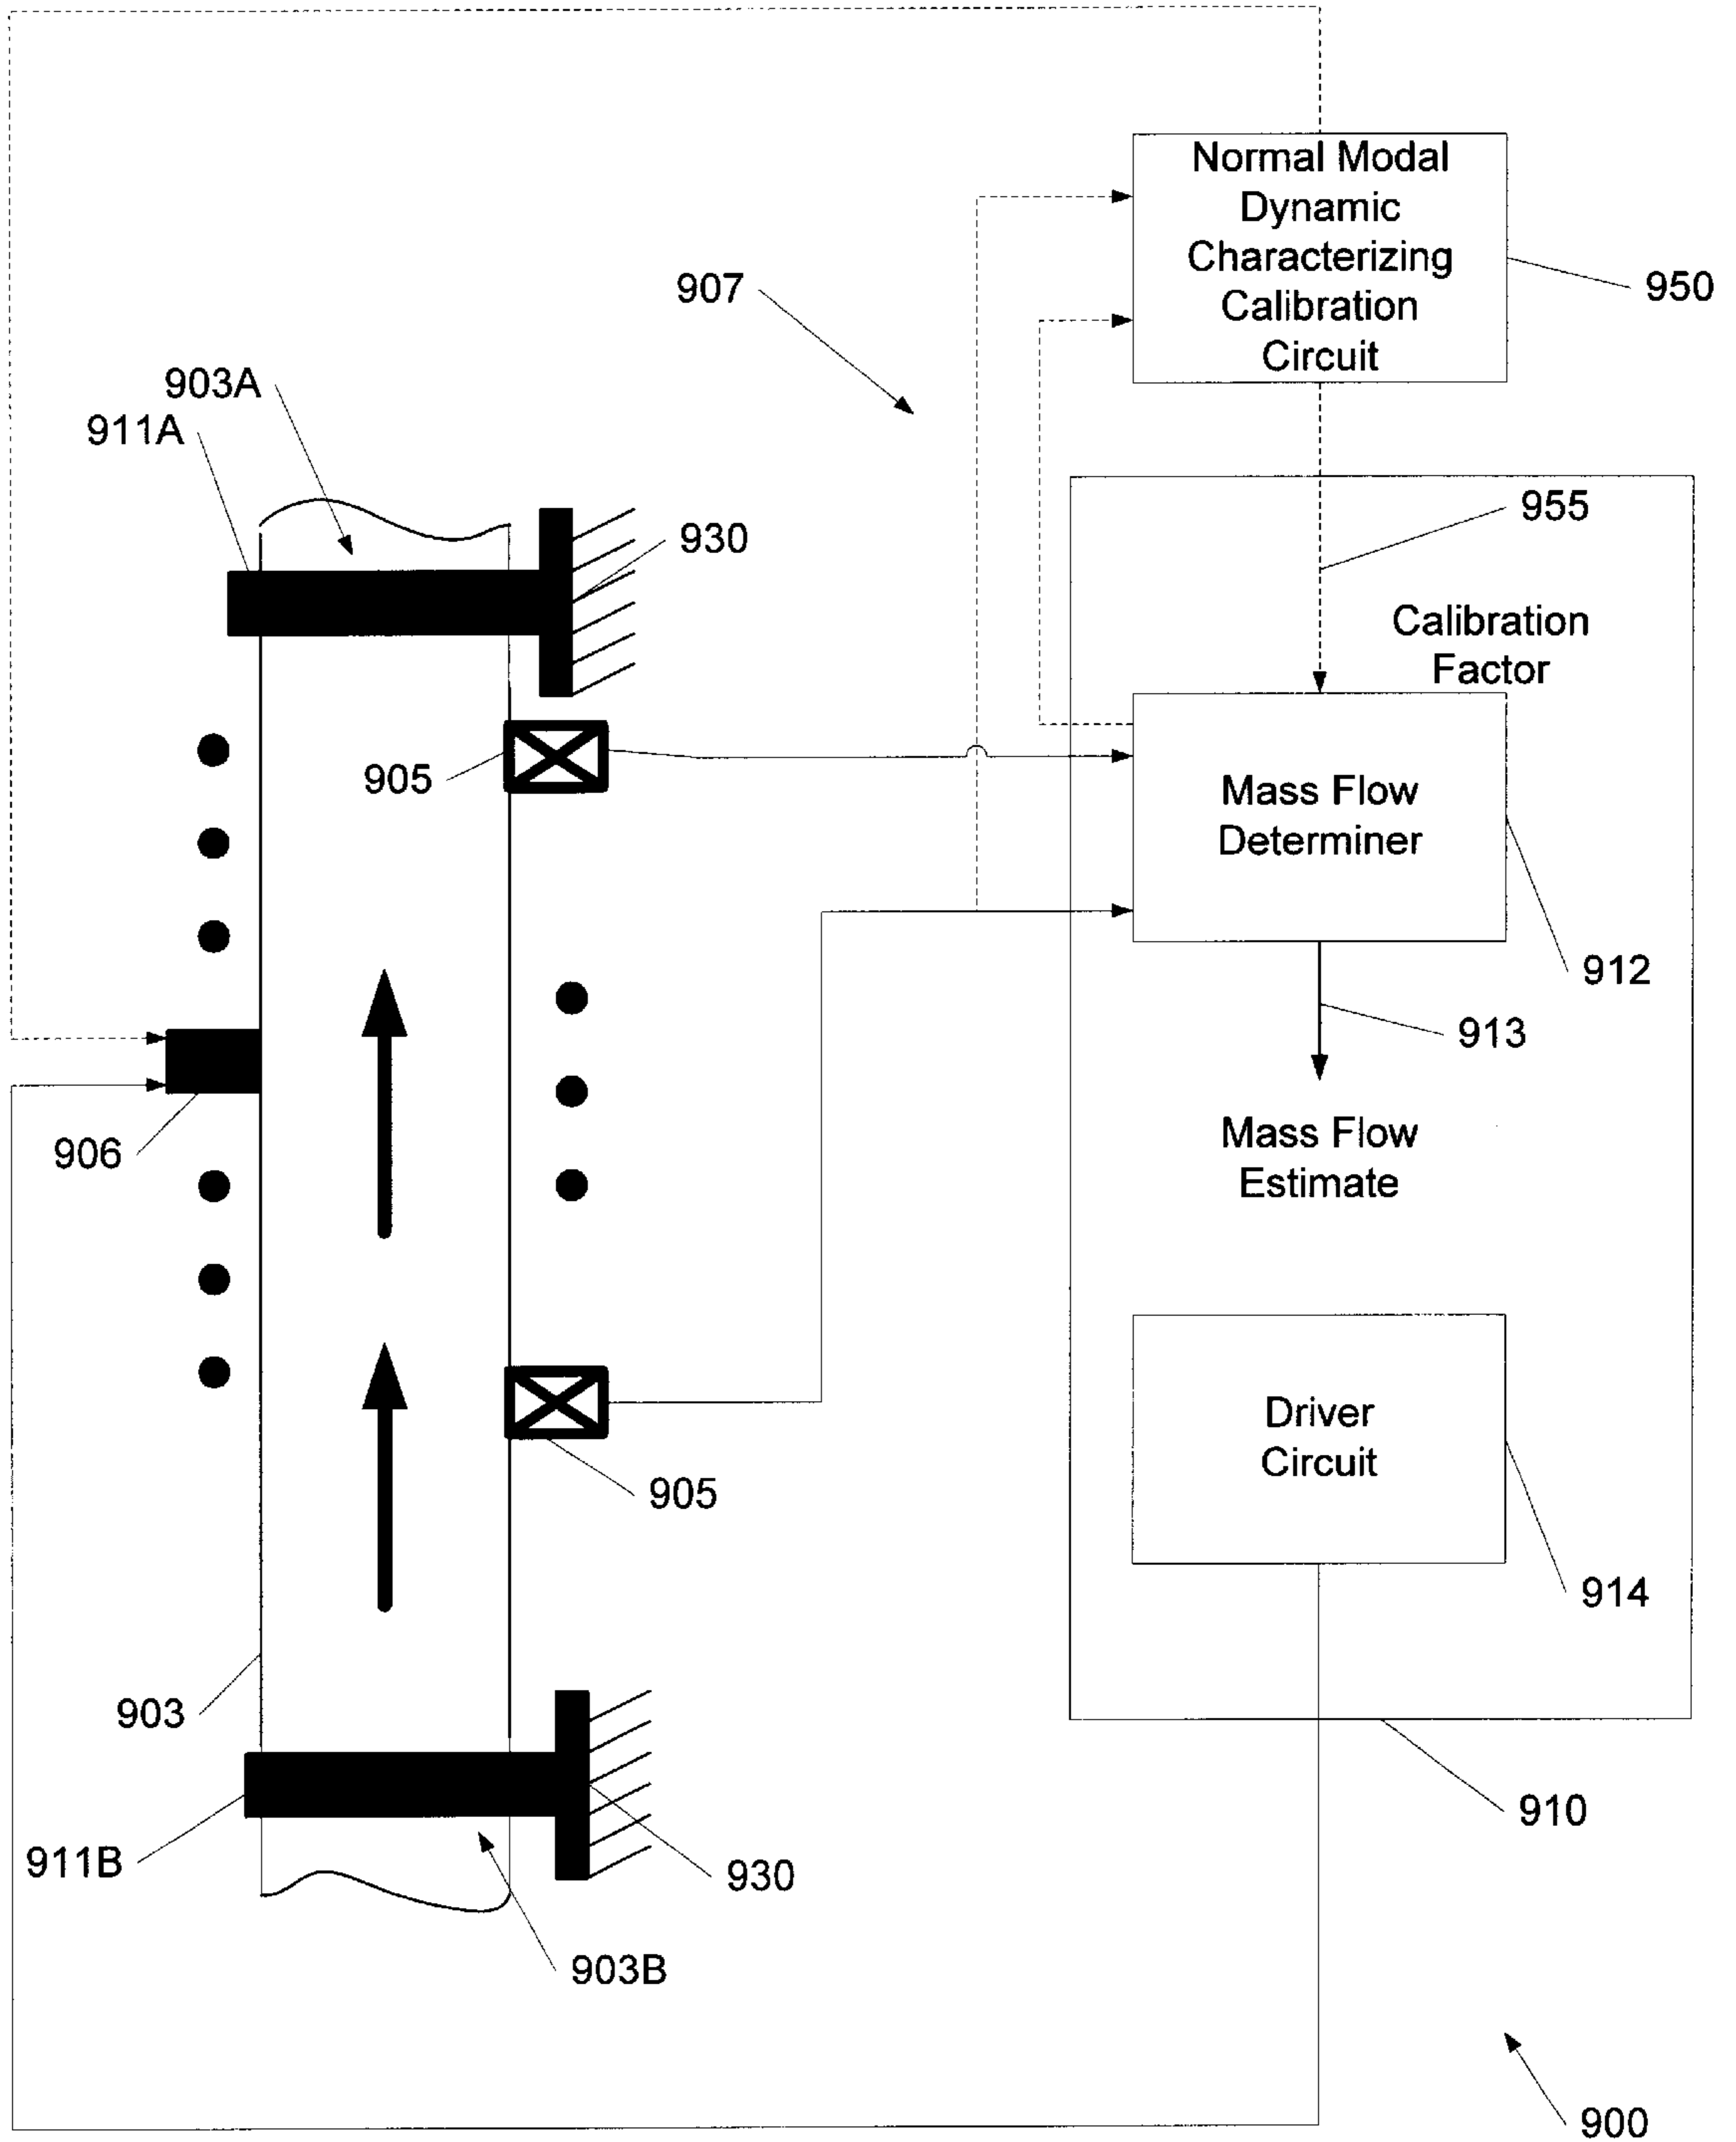 Normal Modal
Dynamic
Characterizing
Calibration
Circuit
950
907
903A
911A
955
930
Calibration
Factor
905
Mass Flow
Determiner
912
913
906
Mass Flow
Estimate
Driver
Circuit
905
914
903
910
911B
930
903B
900